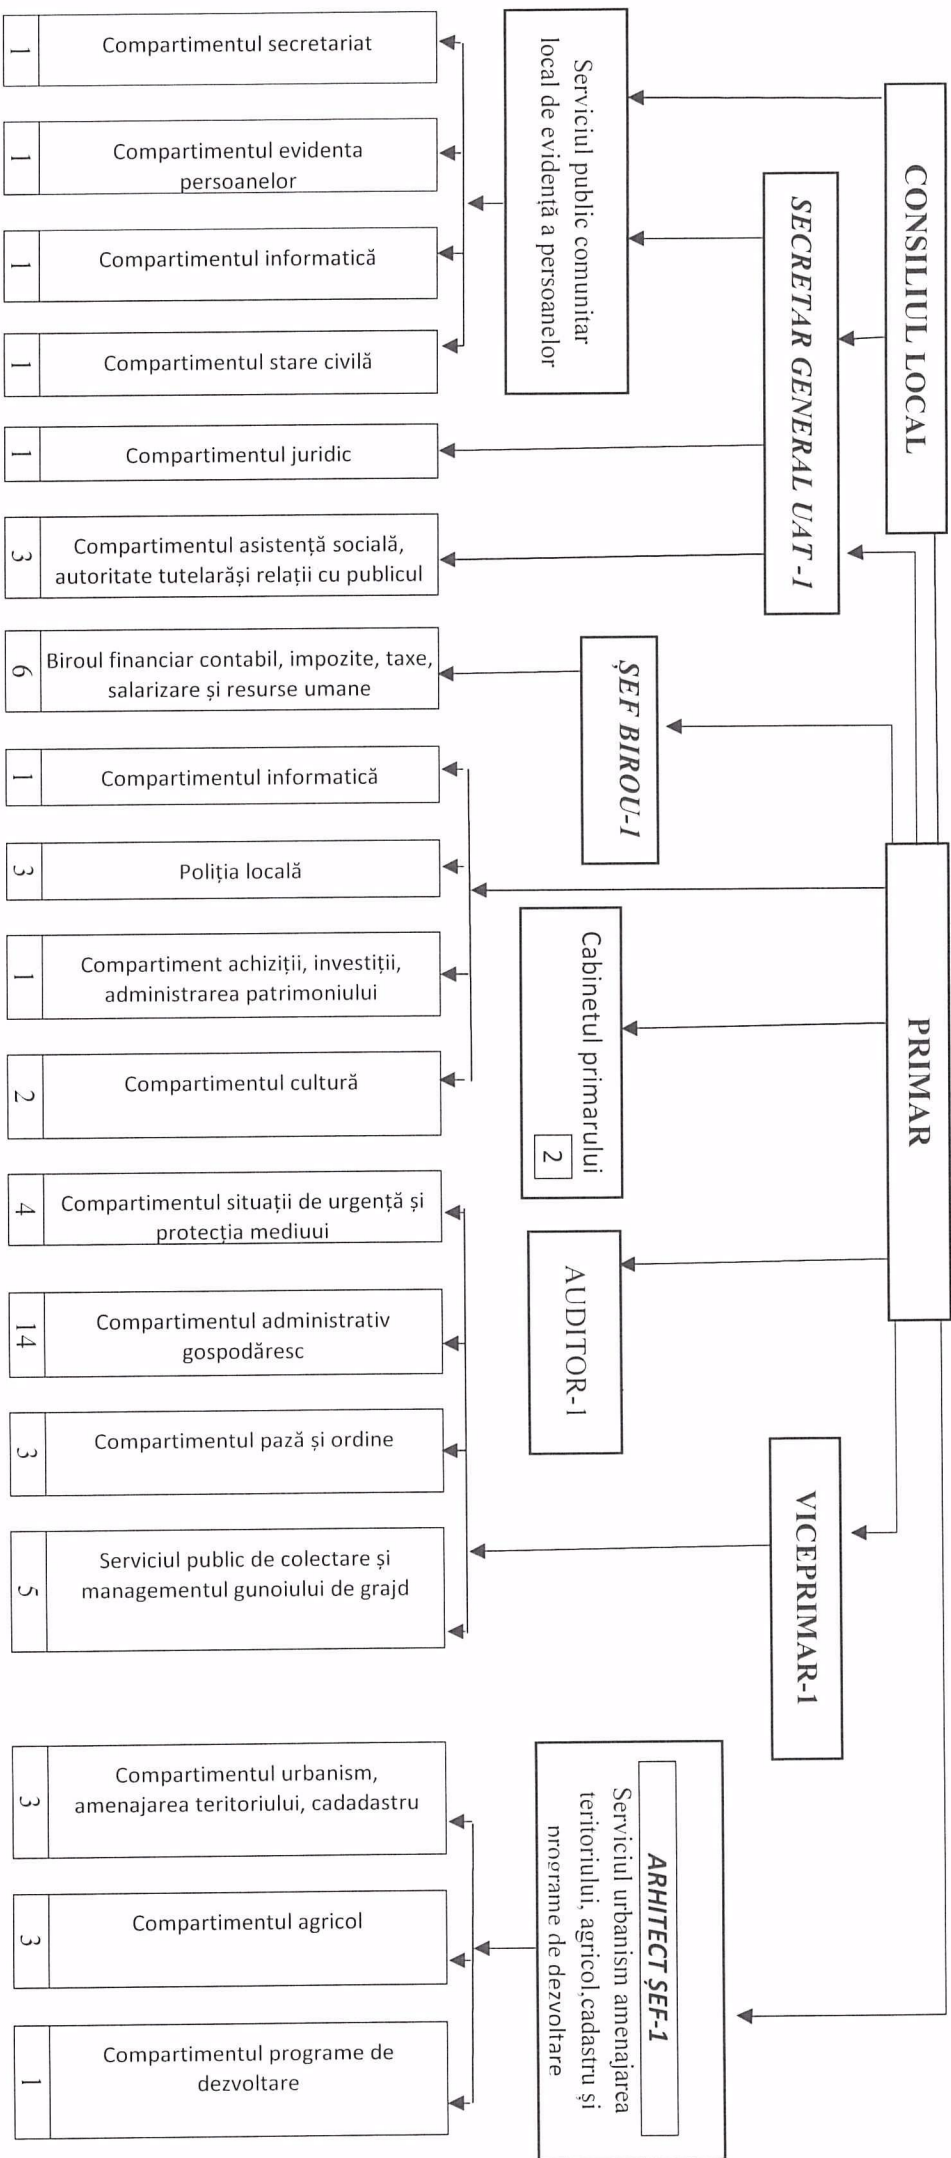 CONSILIUL LOCAL
PRIMAR
SECRETAR GENERAL UAT -1
VICEPRIMAR-1
Serviciul public comunitar
local de evidență a persoanelor
ȘEF BIROU-1
Cabinetul primarului
2
AUDITOR-1
ARHITECT ȘEF-1
Serviciul urbanism amenajarea
teritoriului, agricol,cadastru și
programe de dezvoltare
Compartimentul secretariat
1
Compartimentul evidenta
persoanelor
1
Compartimentul informatică
1
Compartimentul stare civilă
1
Compartimentul juridic
1
Compartimentul asistență socială,
autoritate tutelarăși relații cu publicul
3
Biroul financiar contabil, impozite, taxe,
salarizare și resurse umane
6
Compartimentul informatică
1
Poliția locală
3
Compartiment achiziții, investiții,
administrarea patrimoniului
1
Compartimentul cultură
2
Compartimentul situații de urgență și
protecția mediuui
4
Compartimentul administrativ
gospodăresc
14
Compartimentul pază și ordine
3
Serviciul public de colectare și
managementul gunoiului de grajd
5
Compartimentul urbanism,
amenajarea teritoriului, cadadastru
3
Compartimentul agricol
3
Compartimentul programe de
dezvoltare
1